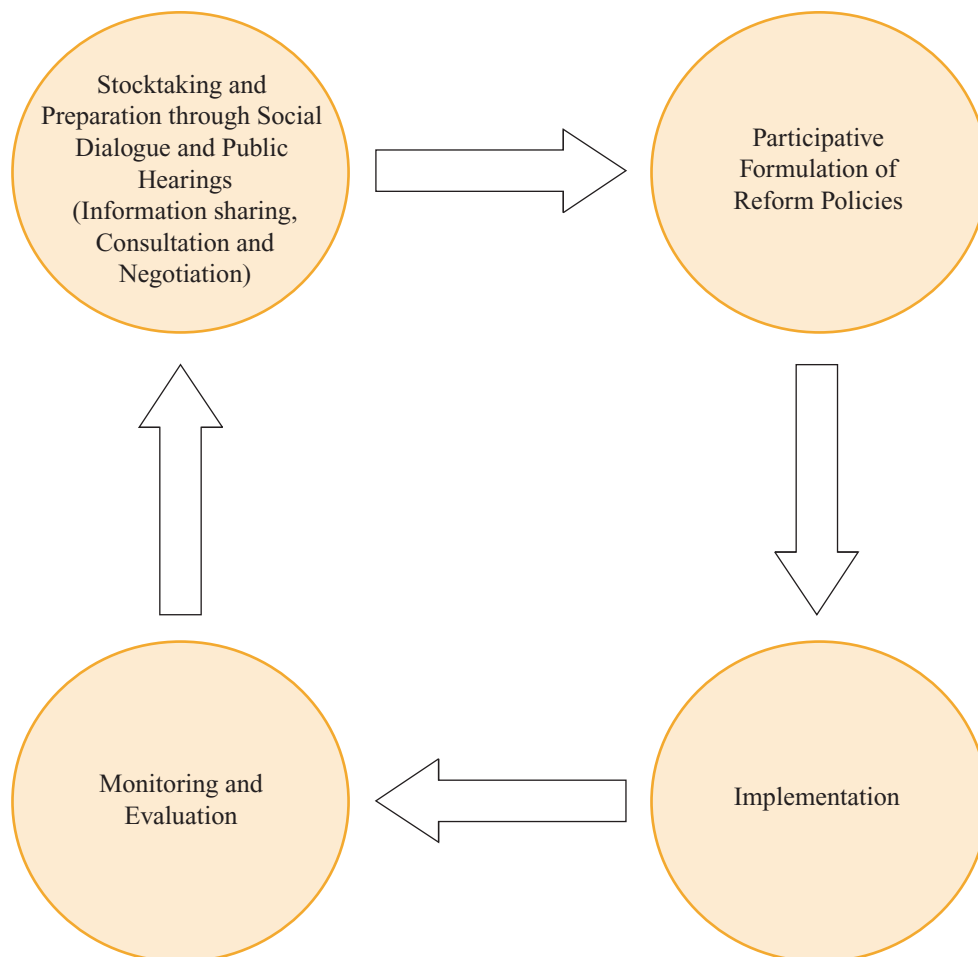 Stocktaking and
Preparation through Social
Dialogue and Public
Hearings
(Information sharing,
Consultation and
Negotiation)
Participative
Formulation of
Reform Policies
Monitoring and
Evaluation
Implementation